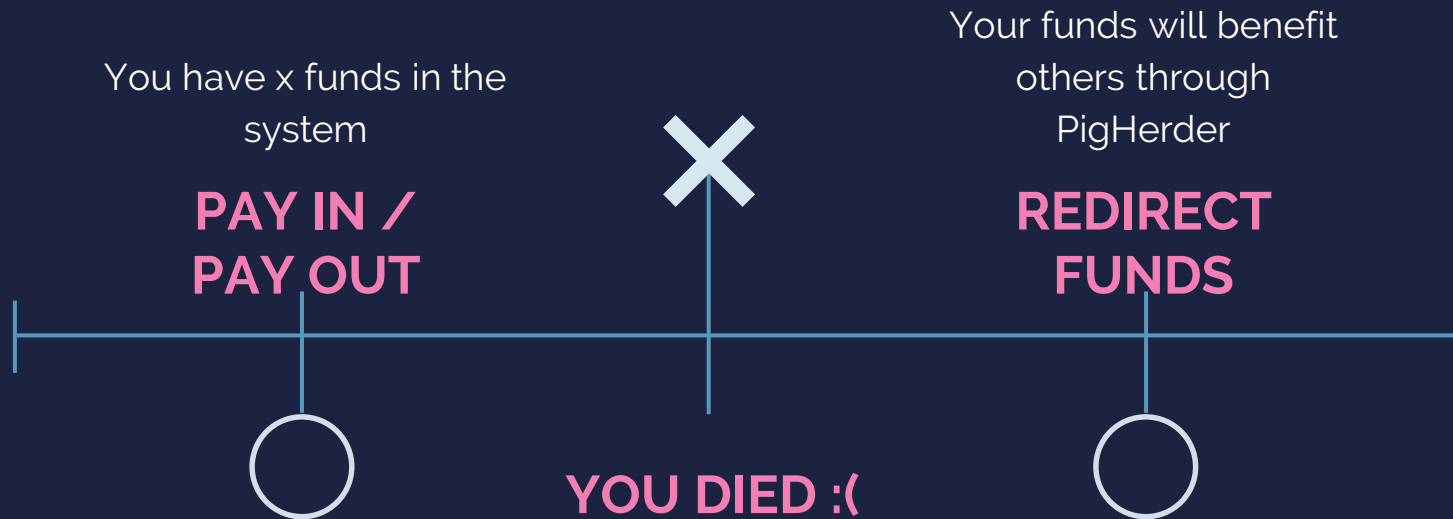 You have x funds in the
system
PAY IN /
PAY OUT
YOU DIED :(
Your funds will benefit
others through
PigHerder
REDIRECT
FUNDS